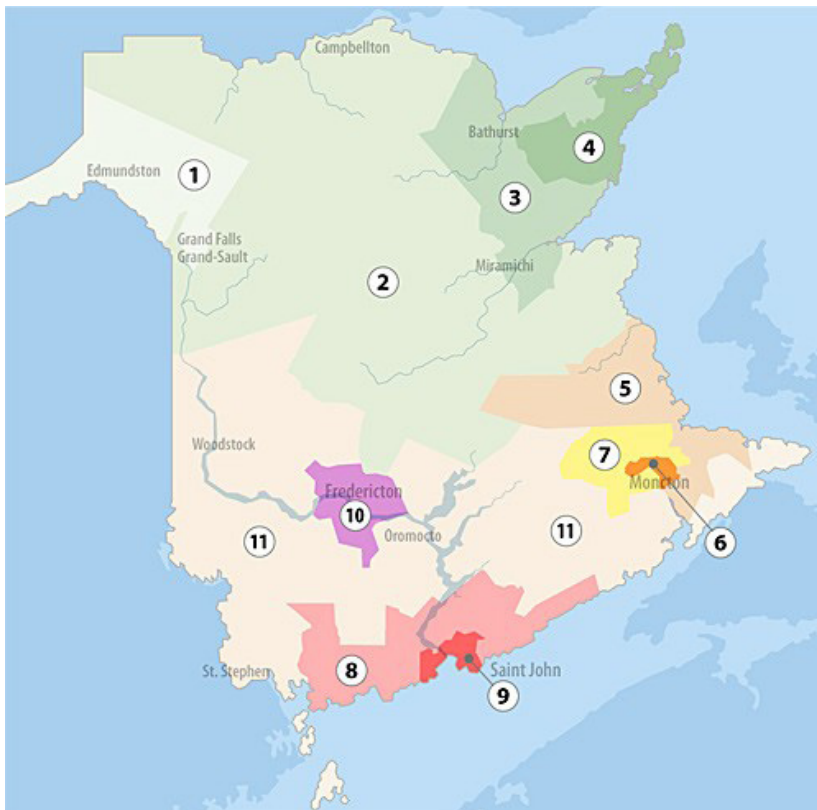 Campbellton
Bathurst
4
Edmundston
1
3
Grand Falls
Grand-Sault
Miramichi
2
5
Woodstock
7
Fredericton
Moncton
10
Oromocto
11
11
6
St. Stephen
8
Saint John
9